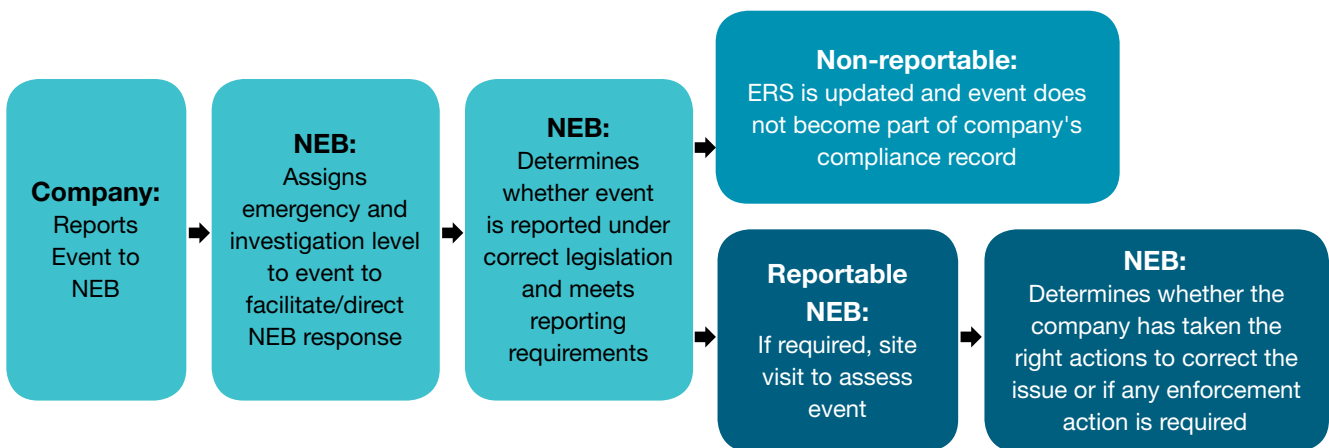 Company:
Reports
Event to
NEB
NEB:
Assigns
emergency and
investigation level
to event to
facilitate/direct
NEB response
NEB:
Determines
whether event
is reported under
correct legislation
and meets
reporting
requirements
Non-reportable:
ERS is updated and event does
not become part of company's
compliance record
Reportable
NEB:
If required, site
visit to assess
event
NEB:
Determines whether the
company has taken the
right actions to correct the
issue or if any enforcement
action is required